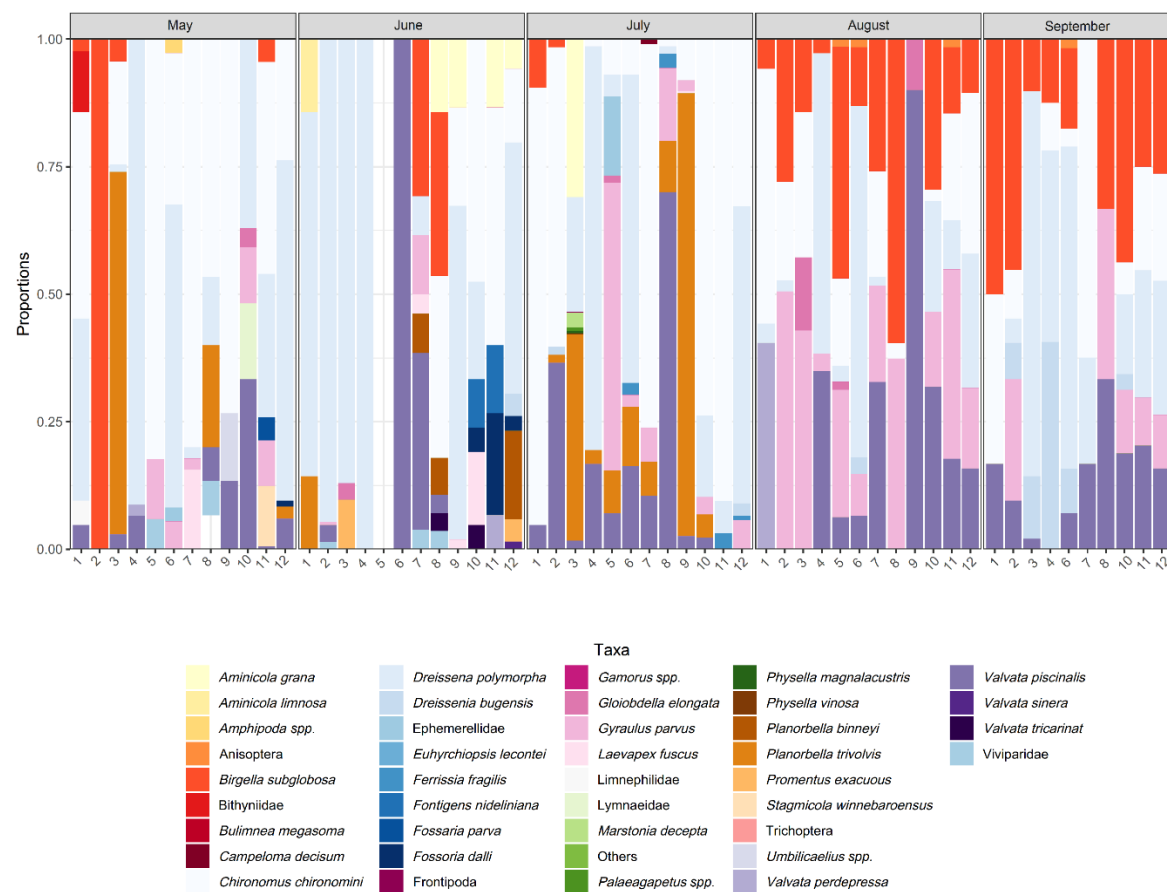 May June July August September
1.00
0.75
0.50
0.25
0.00
Proportions
1 2 3 4 5 6 7 8 9 10 11 12 1 2 3 4 5 6 7 8 9 10 11 12 1 2 3 4 5 6 7 8 9 10 11 12 1 2 3 4 5 6 7 8 9 10 11 12 1 2 3 4 6 7 8 10 11 12
Taxa
Aminicola grana
Aminicola limnosa
Amphipoda spp.
Anisoptera
Birgella subglobosa
Bithyniidae
Bulimnea megasoma
Campeloma decisum
Chironomus chironomini
Dreissena polymorpha
Dreissenia bugensis
Ephemerellidae
Euhyrchiopsis lecontei
Ferrissia fragilis
Fontigens nideliniana
Fossaria parva
Fossoria dalli
Frontipoda
Gamorus spp.
Gloiobdella elongata
Gyraulus parvus
Laevapex fuscus
Limnephilidae
Lymnaeidae
Marstonia decepta
Others
Palaeagapetus spp.
Physella magnalacustris
Physella vinosa
Planorbella binneyi
Planorbella trivolvis
Promentus exacuous
Stagmicola winnebaroensis
Trichoptera
Umbilicaelius spp.
Valvata perdepressa
Valvata piscinalis
Valvata sinera
Valvata tricarinat
Viviparidae